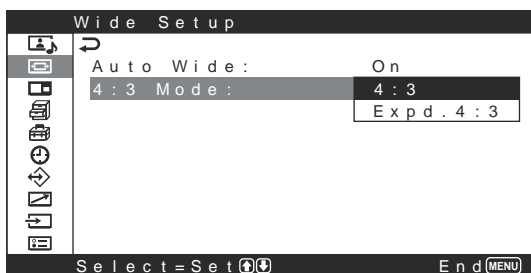 Wide Setup
Auto Wide: On
4:3 Mode: 4:3
Expd.4:3
Select=Set End MENU